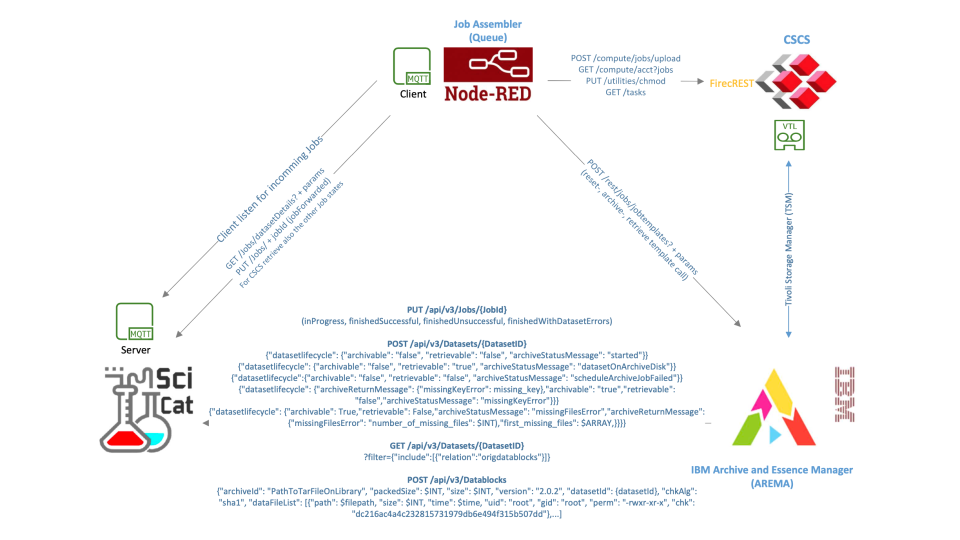 Job Assembler
(Queue)
MQTT
Client
Node-RED
POST /compute/jobs/upload
GET /compute/acct?jobs
PUT /utilities/chmod
GET /tasks
CSCS
FirecREST
VTL
Client listen for incomming Jobs
GET /Jobs/datasetDetails? + params
PUT /Jobs/ + jobId (jobForwarded)
For CSCS retrieve also the other Job states
POST /rest/jobs/jobtemplates? + params
(reset-, archive-, retrieve template call)
Tivoli Storage Manager (TSM)
MQTT
Server
Sci
Cat
PUT /api/v3/Jobs/{JobId}
(inProgress, finishedSuccessful, finishedUnsuccessful, finishedWithDatasetErrors)
POST /api/v3/Datasets/{DatasetID}
{"datasetlifecycle": {"archivable": "false", "retrievable": "false", "archiveStatusMessage": "started"}}
{"datasetlifecycle": {"archivable": "false", "retrievable": "true", "archiveStatusMessage": "datasetOnArchiveDisk"}}
{"datasetlifecycle":{"archivable": "false", "retrievable": "false", "archiveStatusMessage": "scheduleArchiveJobFailed"}}
{"datasetlifecycle": {"archiveReturnMessage": {"missingKeyError": missing_key},"archivable": "true","retrievable":
"false","archiveStatusMessage": "missingKeyError"}}}
{"datasetlifecycle": {"archivable": True,"retrievable": False,"archiveStatusMessage": "missingFilesError","archiveReturnMessage":
{"missingFilesError": "number_of_missing_files": $INT),"first_missing_files": $ARRAY,}}}}
GET /api/v3/Datasets/{DatasetID}
?filter={"include":[{"relation":"origdatablocks"}]}
POST /api/v3/Datablocks
{"archiveId": "PathToTarFileOnLibrary", "packedSize": $INT, "size": $INT, "version": "2.0.2", "datasetId": {datasetId}, "chkAlg":
"sha1", "dataFileList": [{"path": $filepath, "size": $INT, "time": $time, "uid": "root", "gid": "root", "perm": "-rwxr-xr-x", "chk":
"dc216ac4a4c232815731979db6e494f315b507dd"},...]
IBM
IBM Archive and Essence Manager
(AREMA)